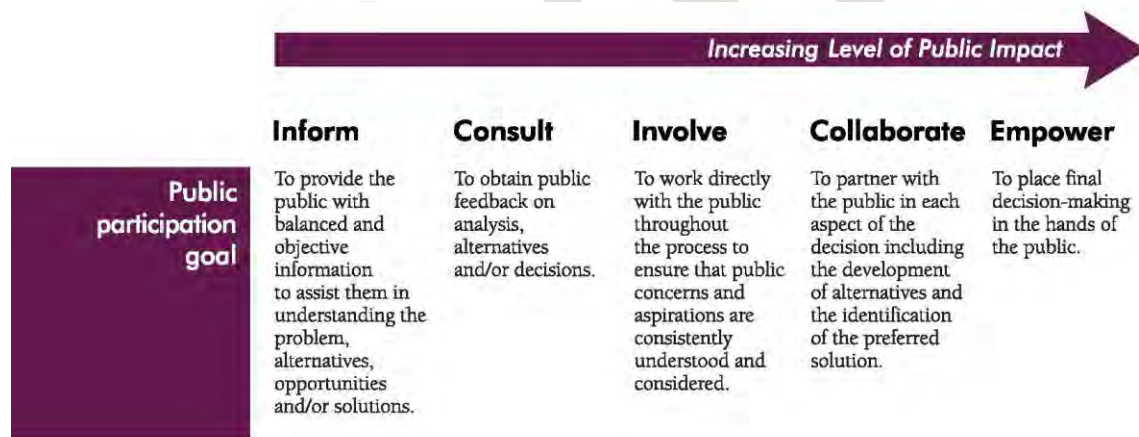 Increasing Level of Public Impact
Inform
Consult
Involve
Collaborate
Empower
Public
participation
goal
To provide the
public with
balanced and
objective
information
to assist them in
understanding the
problem,
alternatives,
opportunities
and/or solutions.
To obtain public
feedback on
analysis,
alternatives
and/or decisions.
To work directly
with the public
throughout
the process to
ensure that public
concerns and
aspirations are
consistently
understood and
considered.
To partner with
the public in each
aspect of the
decision including
the development
of alternatives and
the identification
of the preferred
solution.
To place final
decision-making
in the hands of
the public.